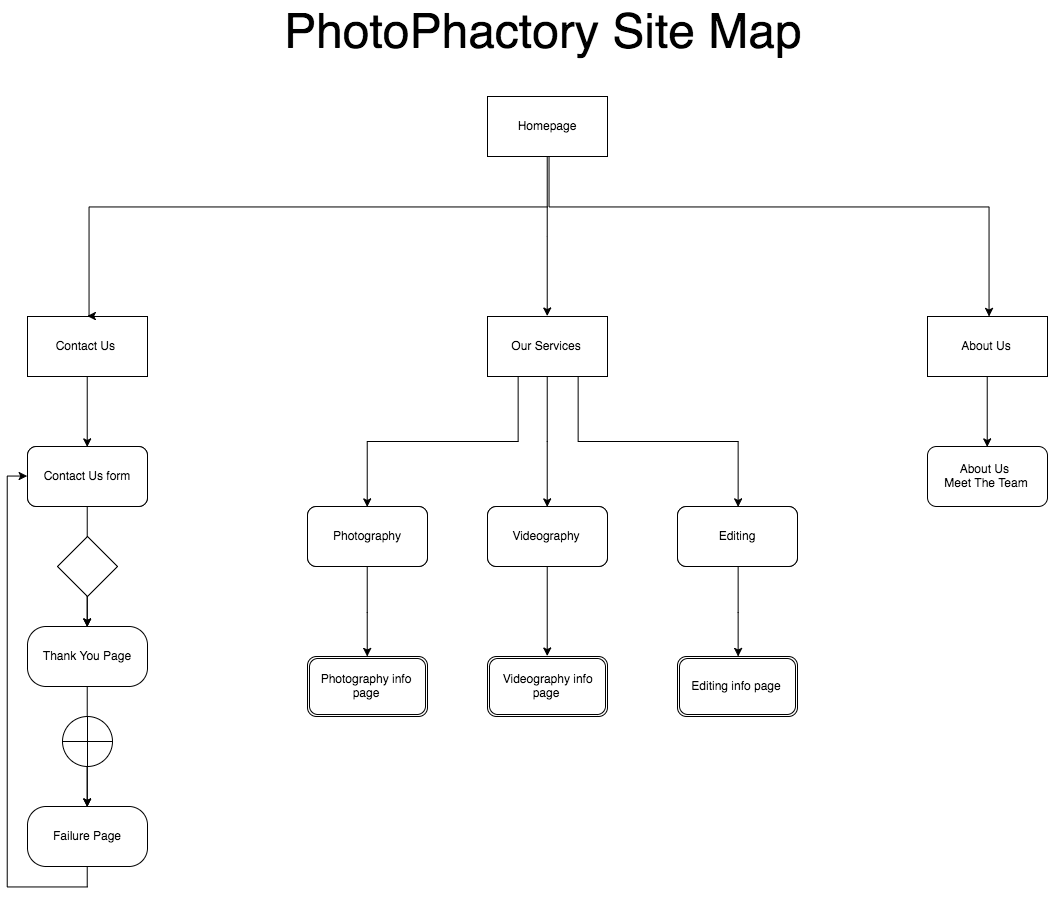 PhotoPhactory Site Map
Homepage
Contact Us
Our Services
About Us
Contact Us form
About Us
Meet The Team
Photography
Videography
Editing
Thank You Page
Photography info
page
Videography info
page
Editing info page
Failure Page